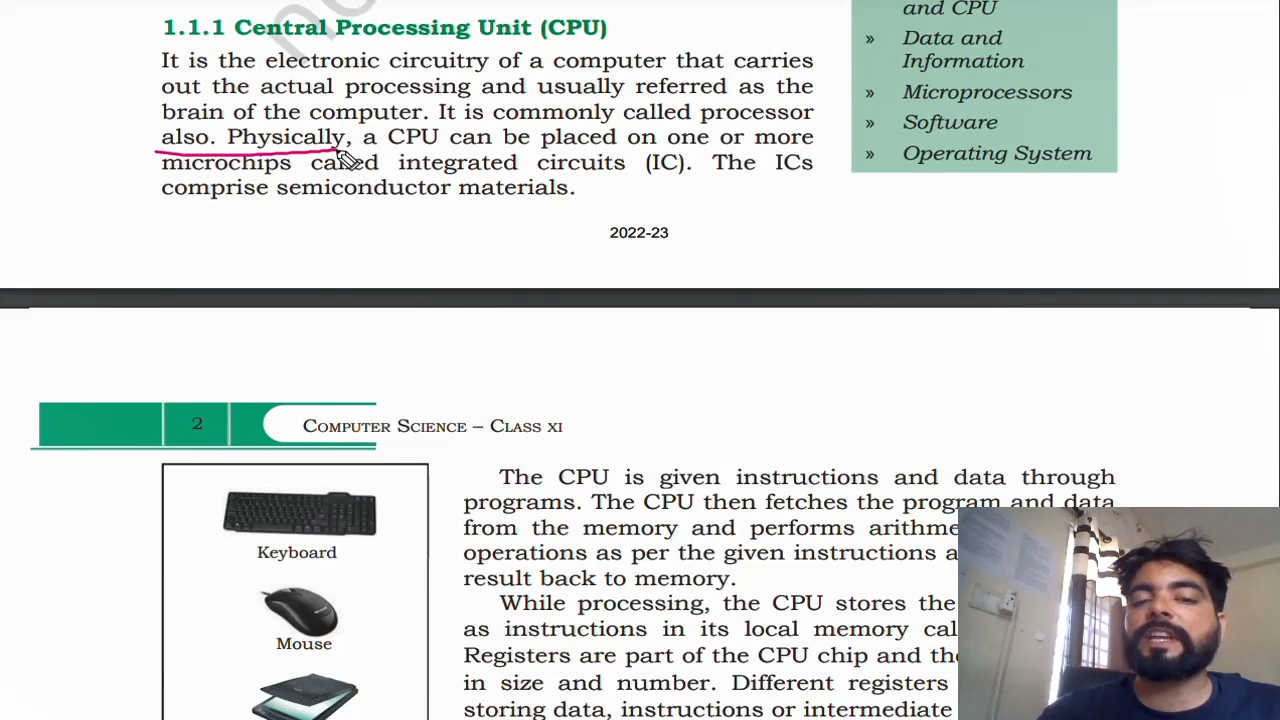 1.1.1 Central Processing Unit (CPU)
It is the electronic circuitry of a computer that carries
out the actual processing and usually referred as the
brain of the computer. It is commonly called processor
also. Physically, a CPU can be placed on one or more
microchips called integrated circuits (IC). The ICs
comprise semiconductor materials.
and CPU
» Data and
Information
» Microprocessors
» Software
» Operating System
2022-23
2
COMPUTER SCIENCE – CLASS XI
Keyboard
Mouse
The CPU is given instructions and data through
programs. The CPU then fetches the program and data
from the memory and performs
operations as per the given instructions
result back to memory.
While processing, the CPU stores the
as instructions in its local memory
Registers are part of the CPU chip and
in size and number. Different registers
storing data, instructions or intermediate